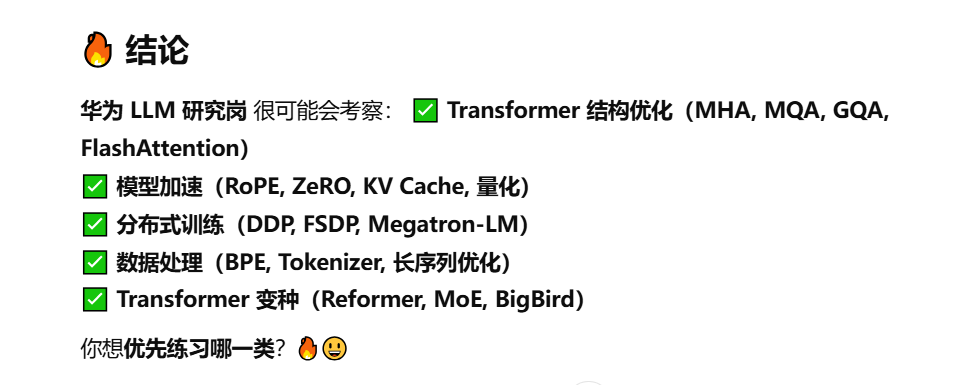 🔥 结论
华为 LLM 研究岗 很可能会考察： ✅ Transformer 结构优化（MHA, MQA, GQA,
FlashAttention）
✅ 模型加速（RoPE, ZeRO, KV Cache, 量化）
✅ 分布式训练（DDP, FSDP, Megatron-LM）
✅ 数据处理（BPE, Tokenizer, 长序列优化）
✅ Transformer 变种（Reformer, MoE, BigBird）
你想优先练习哪一类？🔥😃